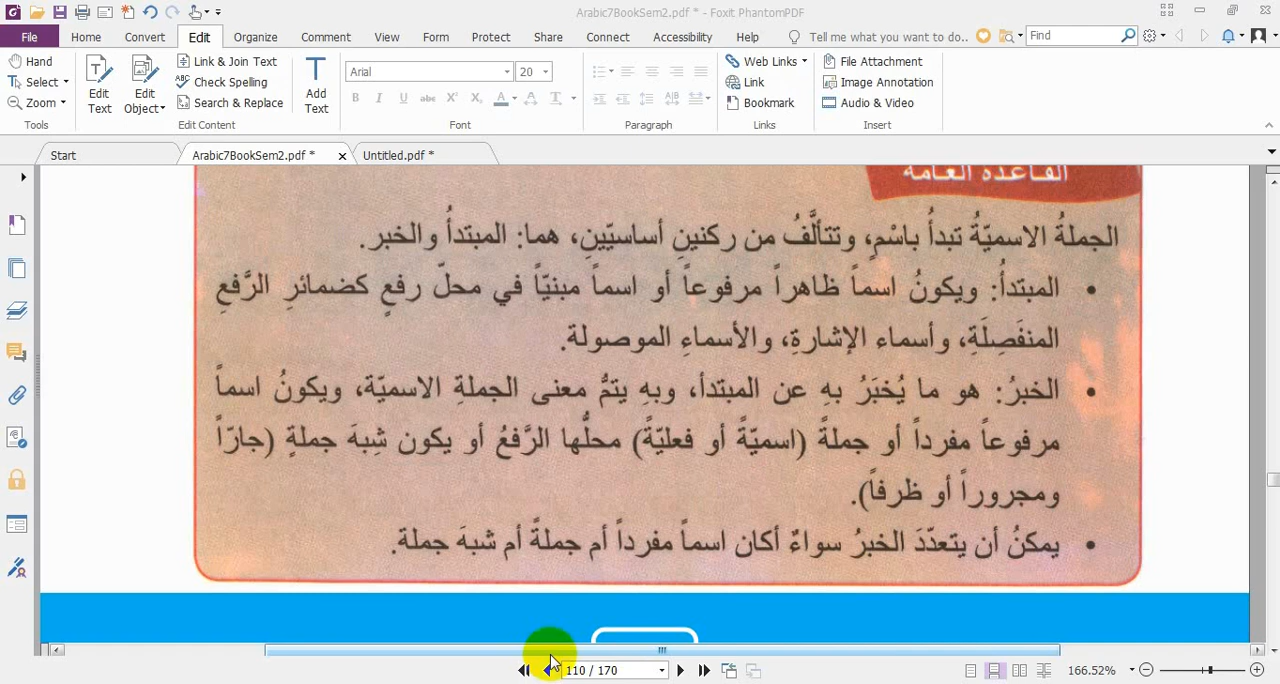 Arabic7BookSem2.pdf * - Foxit PhantomPDF
File Home Convert Edit Organize Comment View Form Protect Share Connect Accessibility Help Tell me what you want to do.. Find
Hand
Select
Zoom
Tools
Edit Text
Edit Object
Link & Join Text
Check Spelling
Search & Replace
Edit Content
Add Text
Arial 20
B I U abc X² X₂ A A T
Font
Paragraph
Web Links
Link
Bookmark
Links
File Attachment
Image Annotation
Audio & Video
Insert
Start Arabic7BookSem2.pdf * Untitled.pdf *
القاعدة العامة
الجملةُ الاسميّةُ تبدأُ باسْمٍ، وتتألَّفُ من ركنينِ أساسيّينِ، هما: المبتدأُ والخبر.
• المبتدأُ: ويكونُ اسماً ظاهراً مرفوعاً أو اسماً مبنيّاً في محلّ رفعٍ كضمائرِ الرَّفعِ
المنفَصِلَةِ، وأسماء الإشارةِ، والأسماءِ الموصولة.
• الخبرُ: هو ما يُخبَرُ بهِ عن المبتدأ، وبهِ يتمُّ معنى الجملةِ الاسميّة، ويكونُ اسماً
مرفوعاً مفرداً أو جملةً (اسميّةً أو فعليّةً) محلُّها الرَّفعُ أو يكون شِبهَ جملةٍ (جارّاً
ومجروراً أو ظرفاً).
• يمكنُ أن يتعدّدَ الخبرُ سواءٌ أكان اسماً مفرداً أم جملةً أم شبهَ جملة.
110 / 170
166.52%